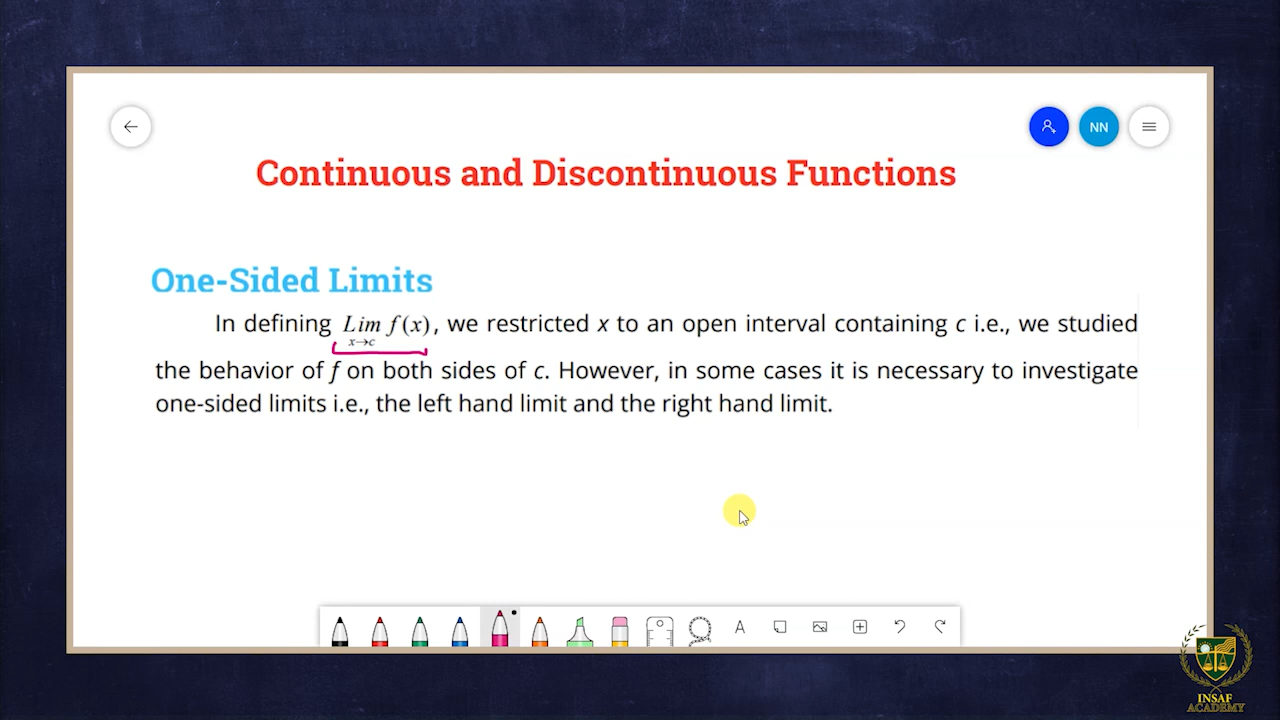 NN
Continuous and Discontinuous Functions
One-Sided Limits
In defining Lim f(x), we restricted x to an open interval containing c i.e., we studied
x→c
the behavior of f on both sides of c. However, in some cases it is necessary to investigate
one-sided limits i.e., the left hand limit and the right hand limit.
A
INSAF
ACADEMY